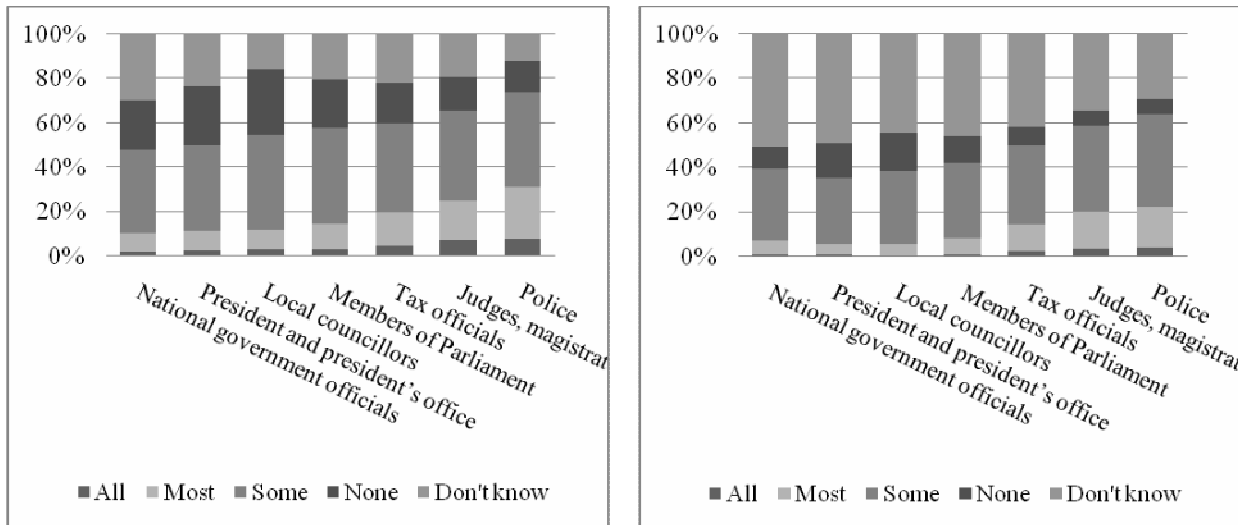 100%
80%
60%
40%
20%
0%
National government officials
President and president's office
Local councillors
Members of Parliament
Tax officials
Judges, magistrat
Police
All Most Some None Don't know
100%
80%
60%
40%
20%
0%
National government officials
President and president's office
Local councillors
Members of Parliament
Tax officials
Judges, magistrat
Police
All Most Some None Don't know